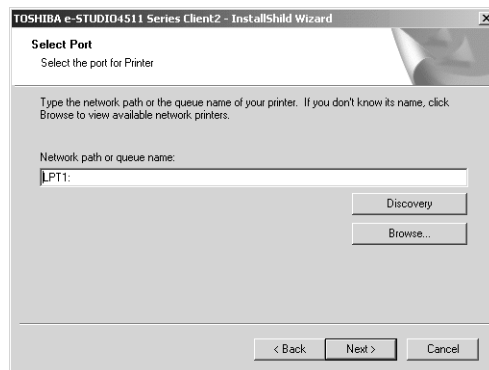 TOSHIBA e-STUDIO4511 Series Client2 - InstallShild Wizard
Select Port
Select the port for Printer
Type the network path or the queue name of your printer. If you don't know its name, click
Browse to view available network printers.
Network path or queue name:
LPT1:
Discovery
Browse...
< Back
Next >
Cancel